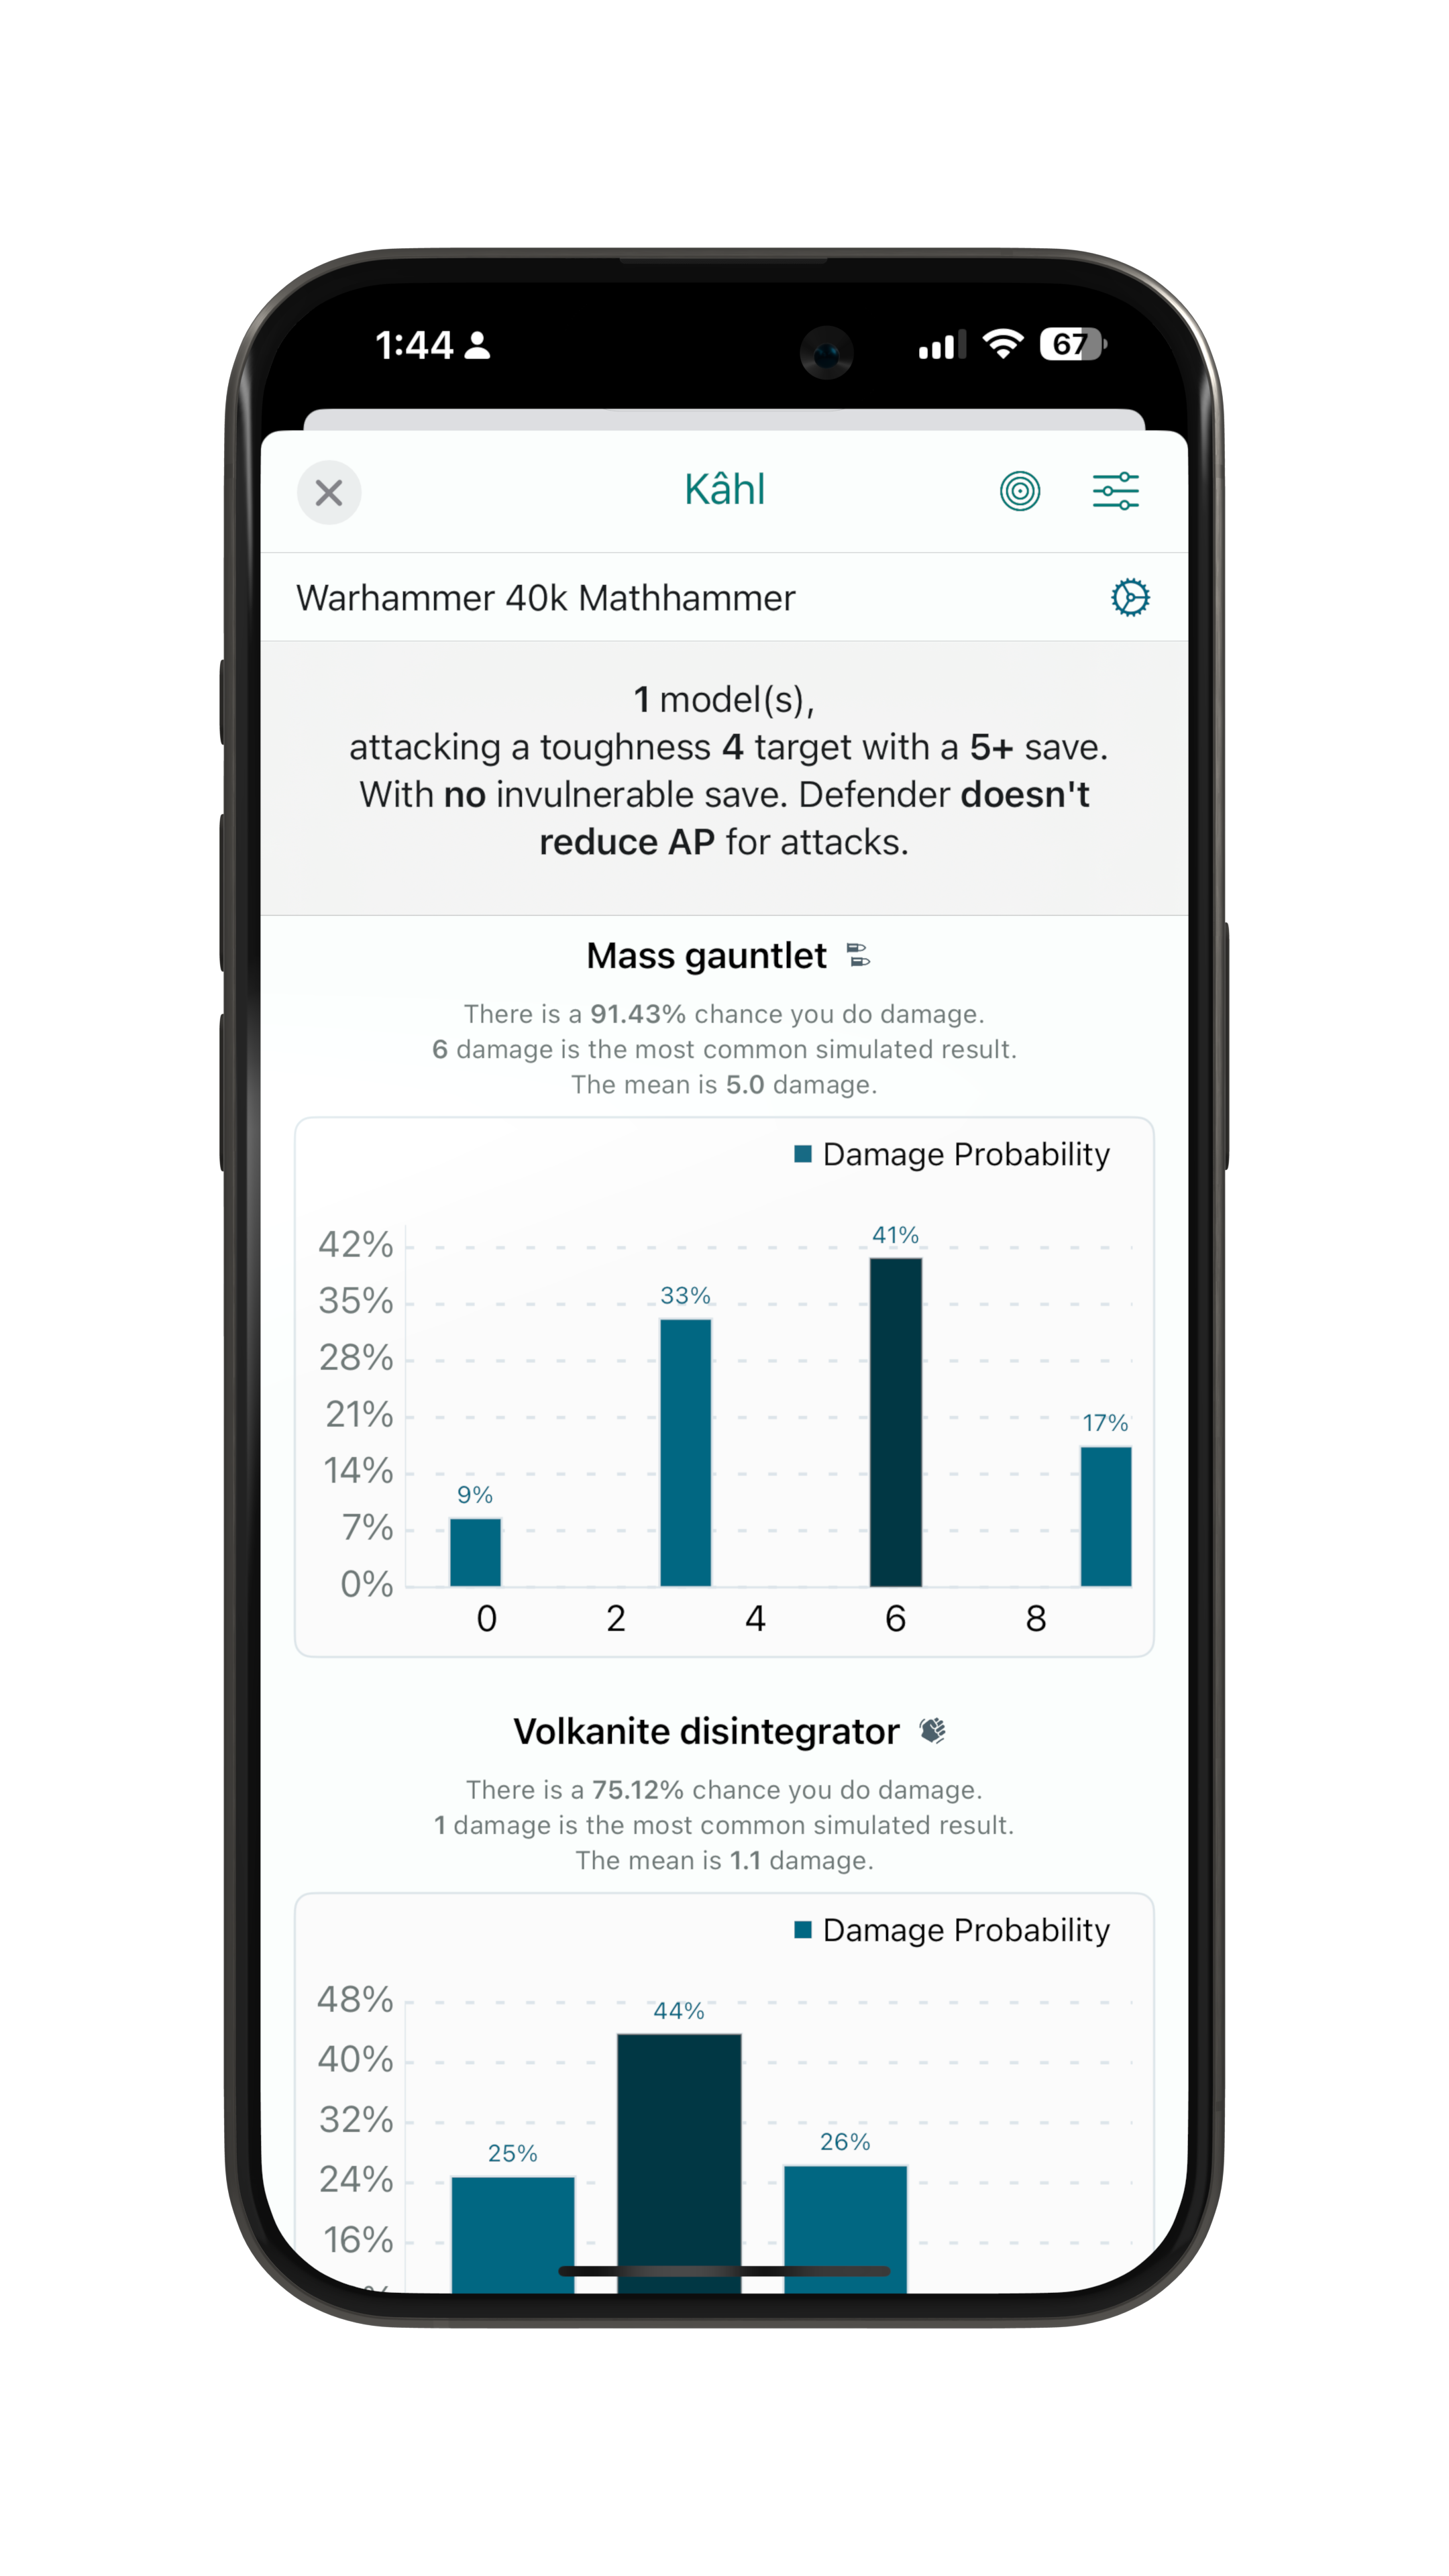 1:44
67
Kâhl
Warhammer 40k Mathhammer
1 model(s),
attacking a toughness 4 target with a 5+ save.
With no invulnerable save. Defender doesn't
reduce AP for attacks.
Mass gauntlet
There is a 91.43% chance you do damage.
6 damage is the most common simulated result.
The mean is 5.0 damage.
Damage Probability
42%
35%
28%
21%
14%
7%
0%
9%
33%
41%
17%
0 2 4 6 8
Volkanite disintegrator
There is a 75.12% chance you do damage.
1 damage is the most common simulated result.
The mean is 1.1 damage.
Damage Probability
48%
40%
32%
24%
16%
25%
44%
26%